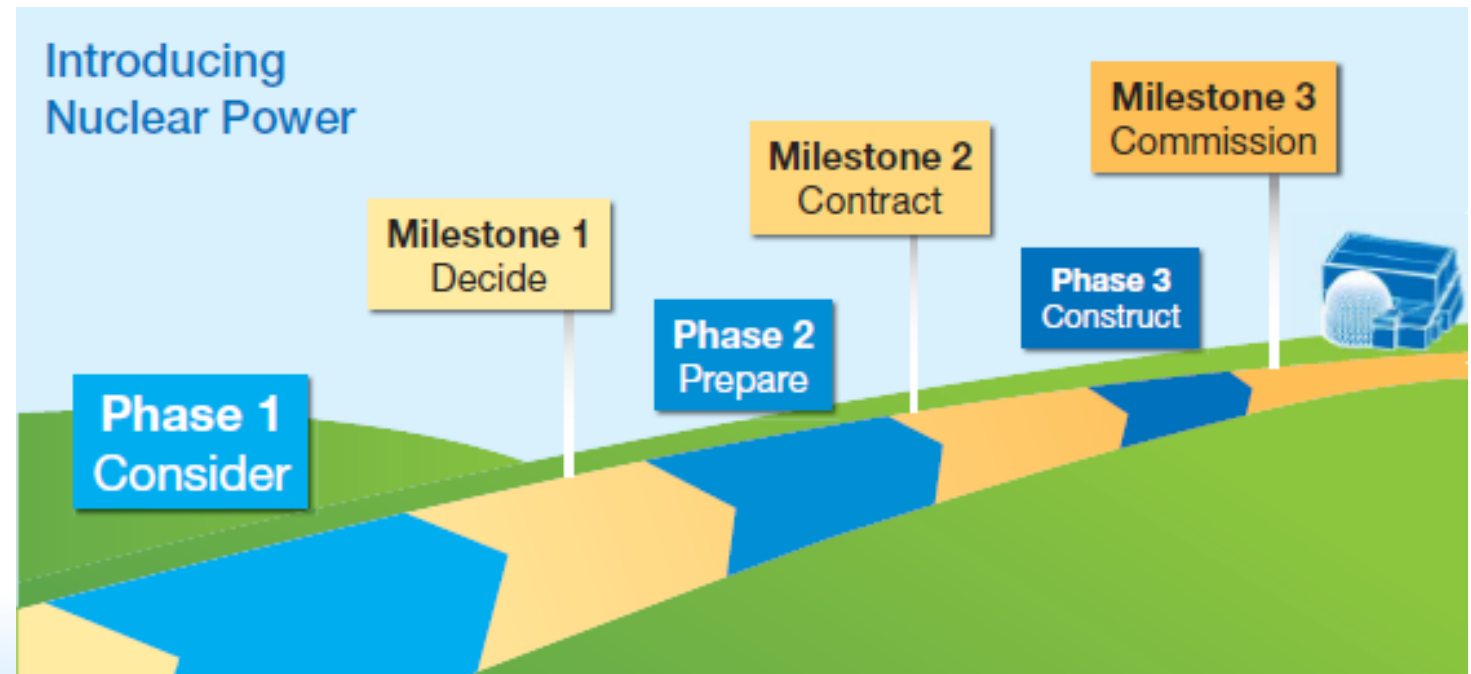 Introducing
Nuclear Power
Phase 1
Consider
Milestone 1
Decide
Phase 2
Prepare
Milestone 2
Contract
Phase 3
Construct
Milestone 3
Commission